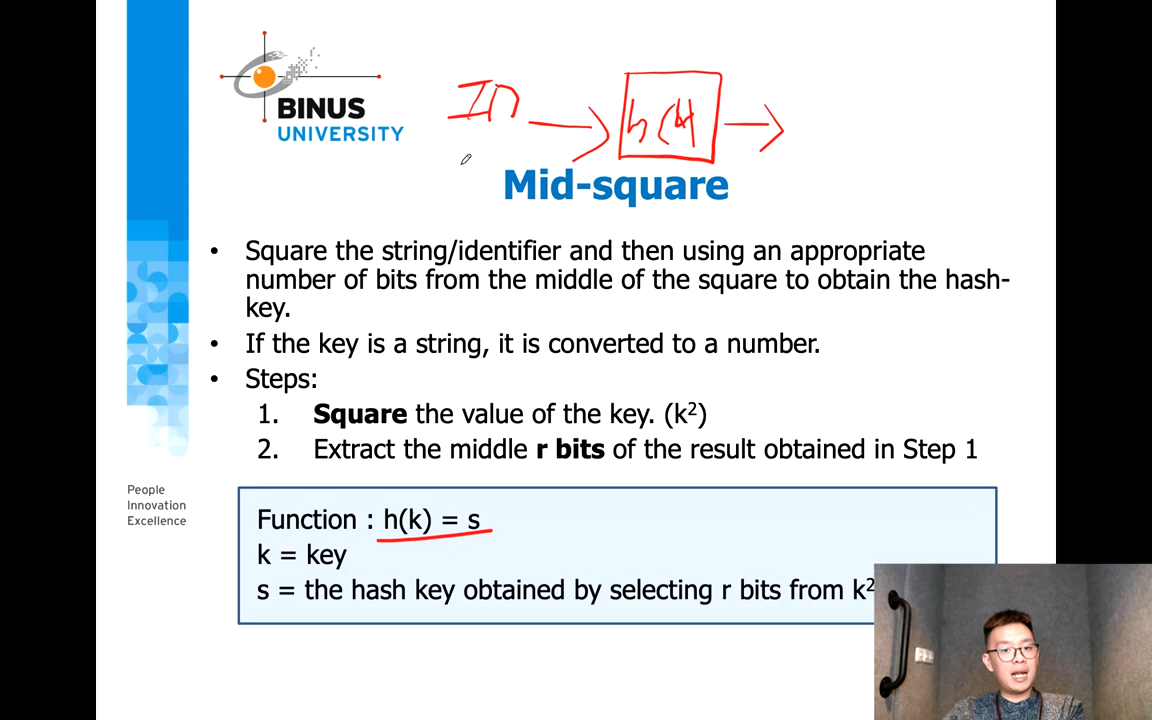 BINUS
UNIVERSITY
In
h(k)
Mid-square
• Square the string/identifier and then using an appropriate
number of bits from the middle of the square to obtain the hash-
key.
• If the key is a string, it is converted to a number.
• Steps:
1. Square the value of the key. (k²)
2. Extract the middle r bits of the result obtained in Step 1
People
Innovation
Excellence
Function : h(k) = s
k = key
s = the hash key obtained by selecting r bits from k²